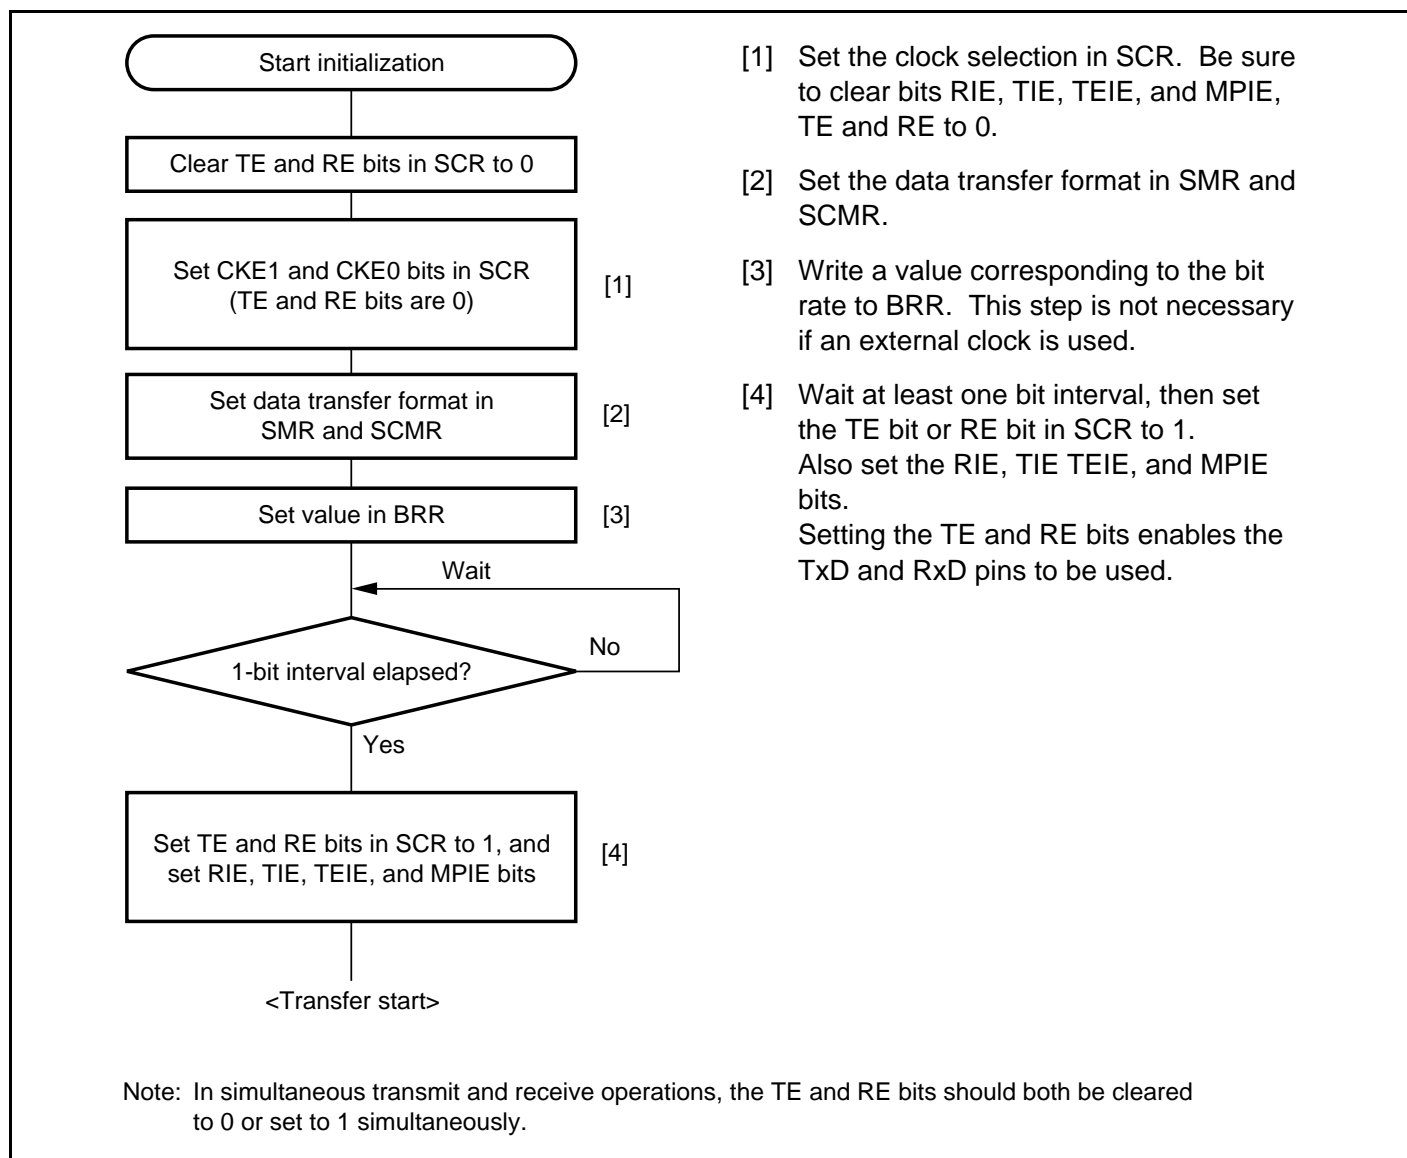 Start initialization
Clear TE and RE bits in SCR to 0
Set CKE1 and CKE0 bits in SCR
(TE and RE bits are 0)
[1]
Set data transfer format in
SMR and SCMR
[2]
Set value in BRR
[3]
Wait
No
1-bit interval elapsed?
Yes
Set TE and RE bits in SCR to 1, and
set RIE, TIE, TEIE, and MPIE bits
[4]
<Transfer start>
[1] Set the clock selection in SCR. Be sure
to clear bits RIE, TIE, TEIE, and MPIE,
TE and RE to 0.
[2] Set the data transfer format in SMR and
SCMR.
[3] Write a value corresponding to the bit
rate to BRR. This step is not necessary
if an external clock is used.
[4] Wait at least one bit interval, then set
the TE bit or RE bit in SCR to 1.
Also set the RIE, TIE TEIE, and MPIE
bits.
Setting the TE and RE bits enables the
TxD and RxD pins to be used.
Note: In simultaneous transmit and receive operations, the TE and RE bits should both be cleared
to 0 or set to 1 simultaneously.